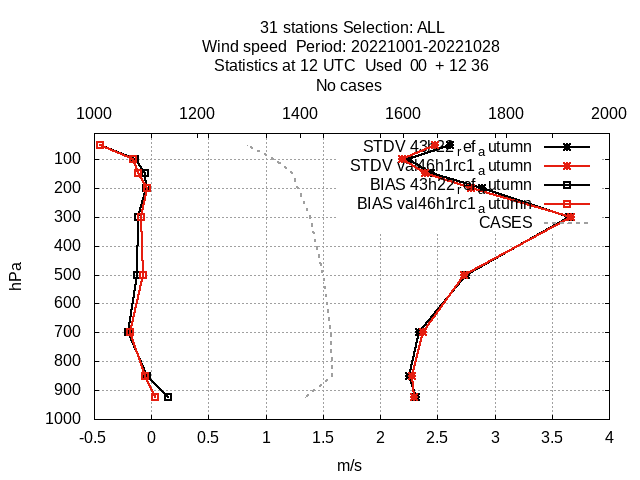 31 stations Selection: ALL
Wind speed  Period: 20221001-20221028
Statistics at 12 UTC  Used  00  + 12 36
No cases
1000 1200 1400 1600 1800 2000
STDV 43h22_ref_autumn
STDV val46h1rc1_autumn
BIAS 43h22_ref_autumn
BIAS val46h1rc1_autumn
CASES
hPa
100
200
300
400
500
600
700
800
900
1000
-0.5 0 0.5 1 1.5 2 2.5 3 3.5 4
m/s